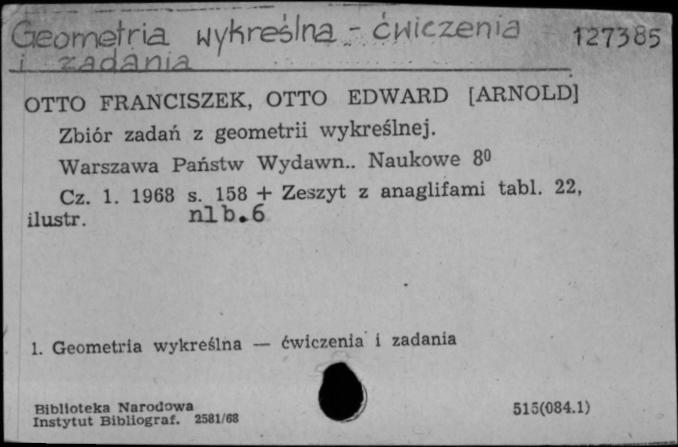 Geometria wykreślna - ćwiczenia 127385
i zadania
OTTO FRANCISZEK, OTTO EDWARD [ARNOLD]
Zbiór zadań z geometrii wykreślnej.
Warszawa Państw Wydawn.. Naukowe 8⁰
Cz. 1. 1968 s. 158 + Zeszyt z anaglifami tabl. 22,
ilustr. nlb.6
1. Geometria wykreślna — ćwiczenia i zadania
Biblioteka Narodowa
Instytut Bibliograf. 2581/68 515(084.1)